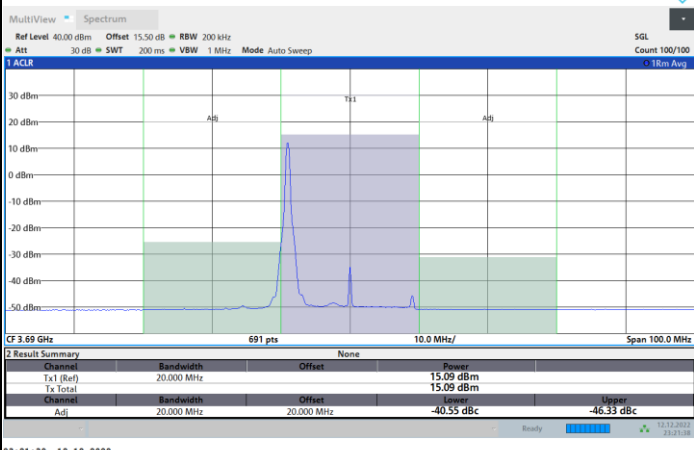 MultiView Spectrum
Ref Level 40.00 dBm Offset 15.50 dB RBW 200 kHz SGL
Att 30 dB SWT 200 ms VBW 1 MHz Mode Auto Sweep Count 100/100
1 ACLR 1Rm Avg
30 dBm
Tx1
20 dBm Adj Adj
10 dBm
0 dBm
-10 dBm
-20 dBm
-30 dBm
-40 dBm
-50 dBm
CF 3.69 GHz 691 pts 10.0 MHz/ Span 100.0 MHz
2 Result Summary None
Channel Bandwidth Offset Power
Tx1 (Ref) 20.000 MHz 15.09 dBm
Tx Total 15.09 dBm
Channel Bandwidth Offset Lower Upper
Adj 20.000 MHz 20.000 MHz -40.55 dBc -46.33 dBc
Ready 12.12.2022
23:21:38